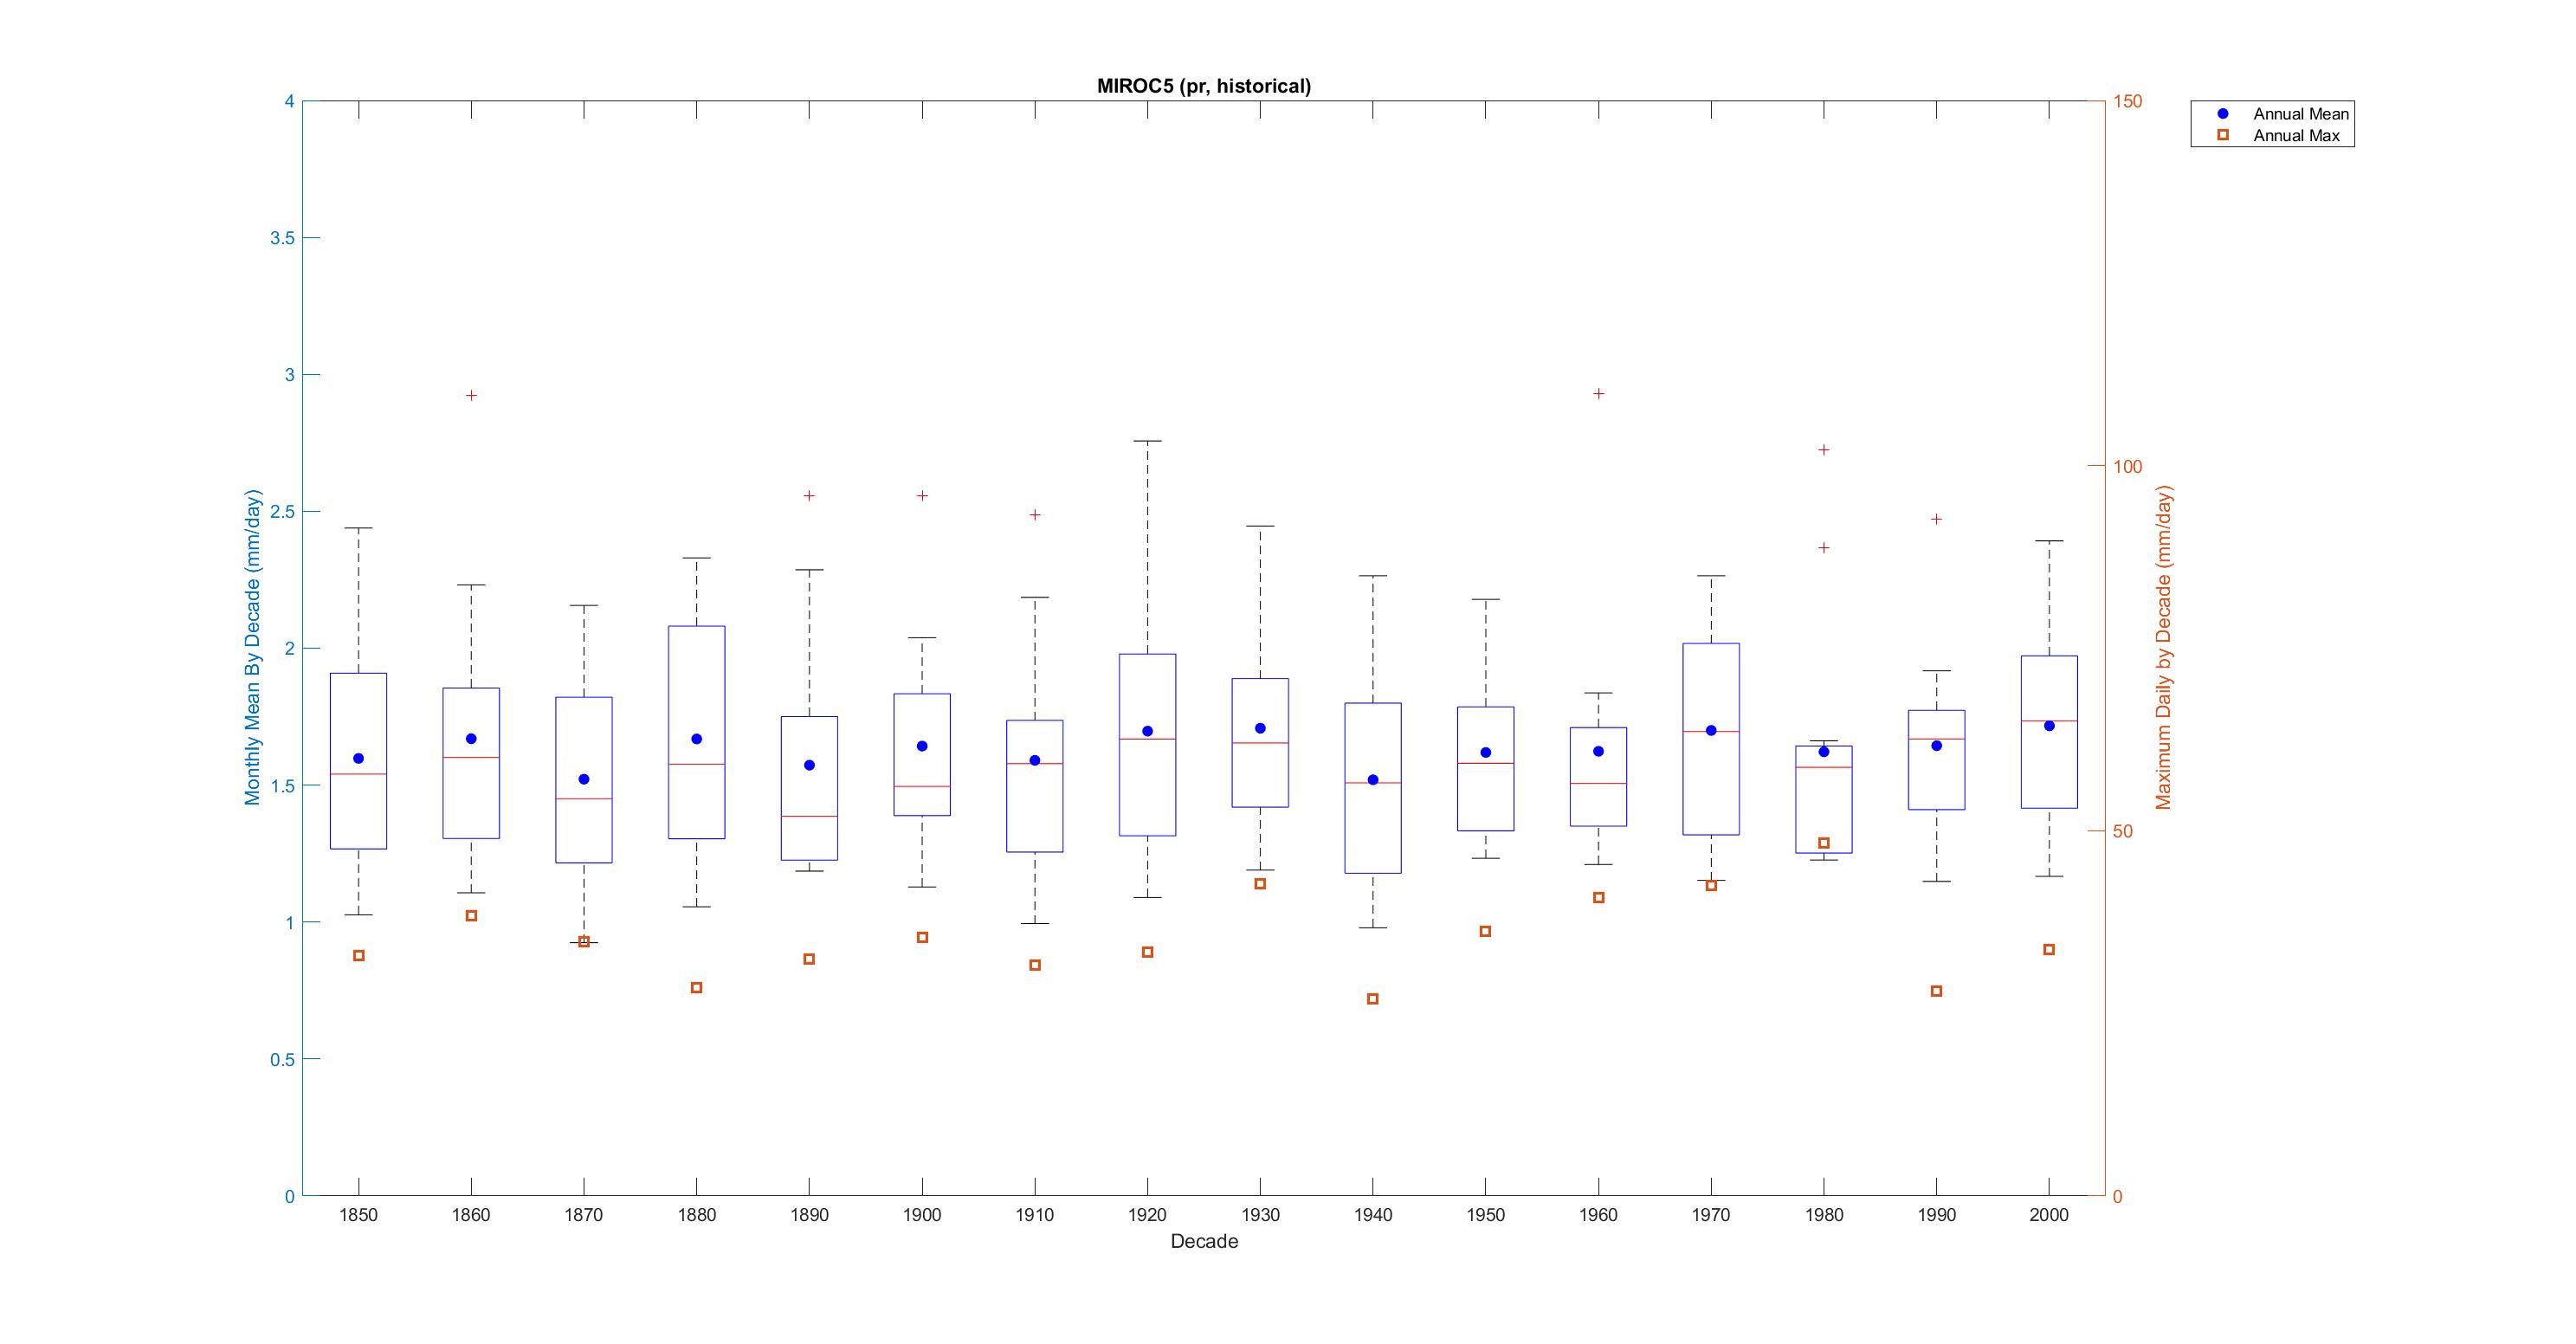 MIROC5 (pr, historical)
Annual Mean
Annual Max
4
3.5
3
2.5
2
1.5
1
0.5
0
Monthly Mean By Decade (mm/day)
150
100
50
0
Maximum Daily by Decade (mm/day)
1850 1860 1870 1880 1890 1900 1910 1920 1930 1940 1950 1960 1970 1980 1990 2000
Decade